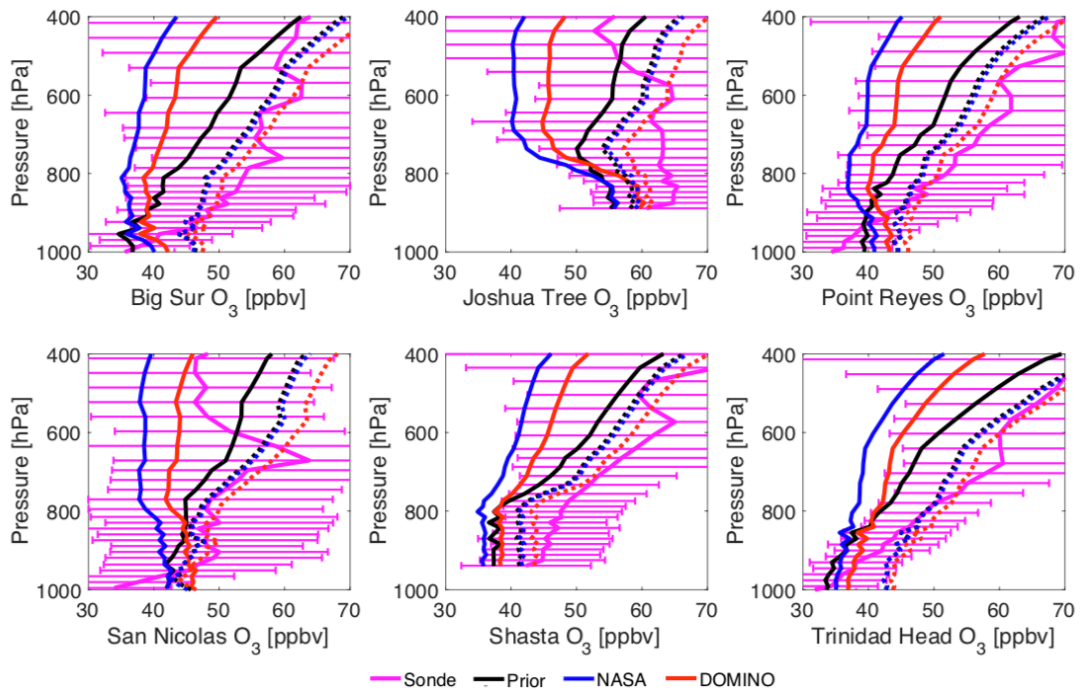 400
600
800
1000
Pressure [hPa]
30 40 50 60 70
Big Sur O3 [ppbv]
400
600
800
1000
Pressure [hPa]
30 40 50 60 70
Joshua Tree O3 [ppbv]
400
600
800
1000
Pressure [hPa]
30 40 50 60 70
Point Reyes O3 [ppbv]
400
600
800
1000
Pressure [hPa]
30 40 50 60 70
San Nicolas O3 [ppbv]
400
600
800
1000
Pressure [hPa]
30 40 50 60 70
Shasta O3 [ppbv]
400
600
800
1000
Pressure [hPa]
30 40 50 60 70
Trinidad Head O3 [ppbv]
Sonde Prior NASA DOMINO